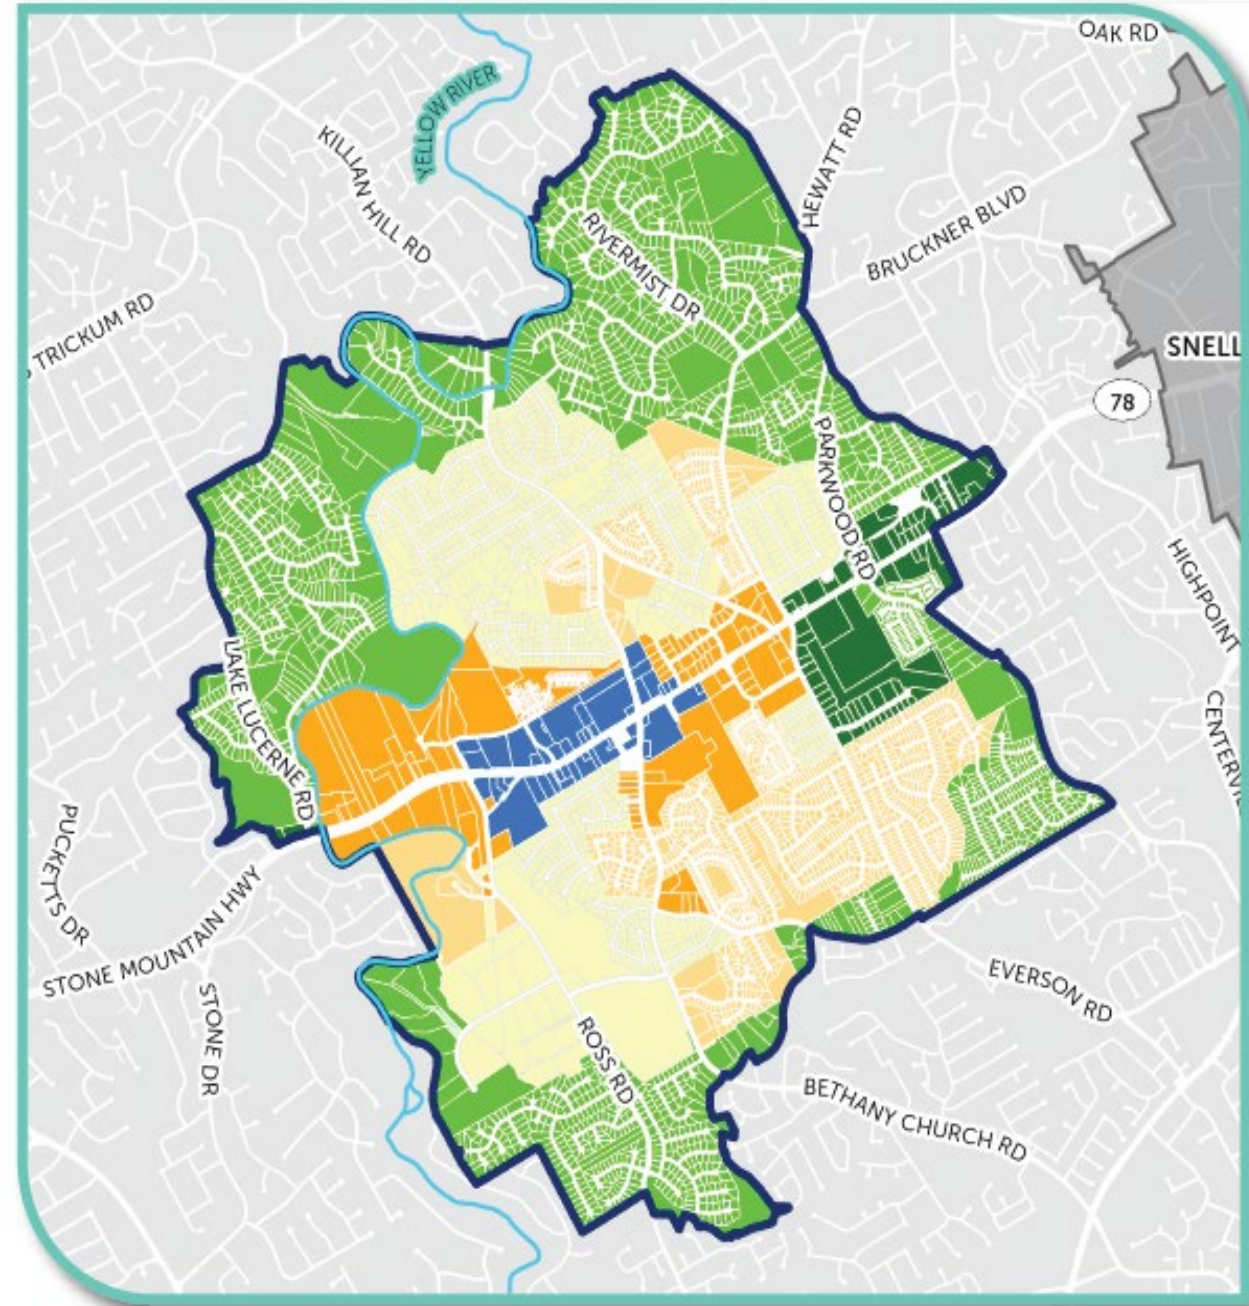 OAK RD
YELLOW RIVER
KILLIAN HILL RD
HEWATT RD
BRUCKNER BLVD
RIVERMIST DR
TRICKUM RD
SNELL
78
PARKWOOD RD
HIGHPOINT
LAKE LUCERNE RD
CENTERVI
PUCKETTS DR
STONE MOUNTAIN HWY
STONE DR
EVERSON RD
ROSS RD
BETHANY CHURCH RD